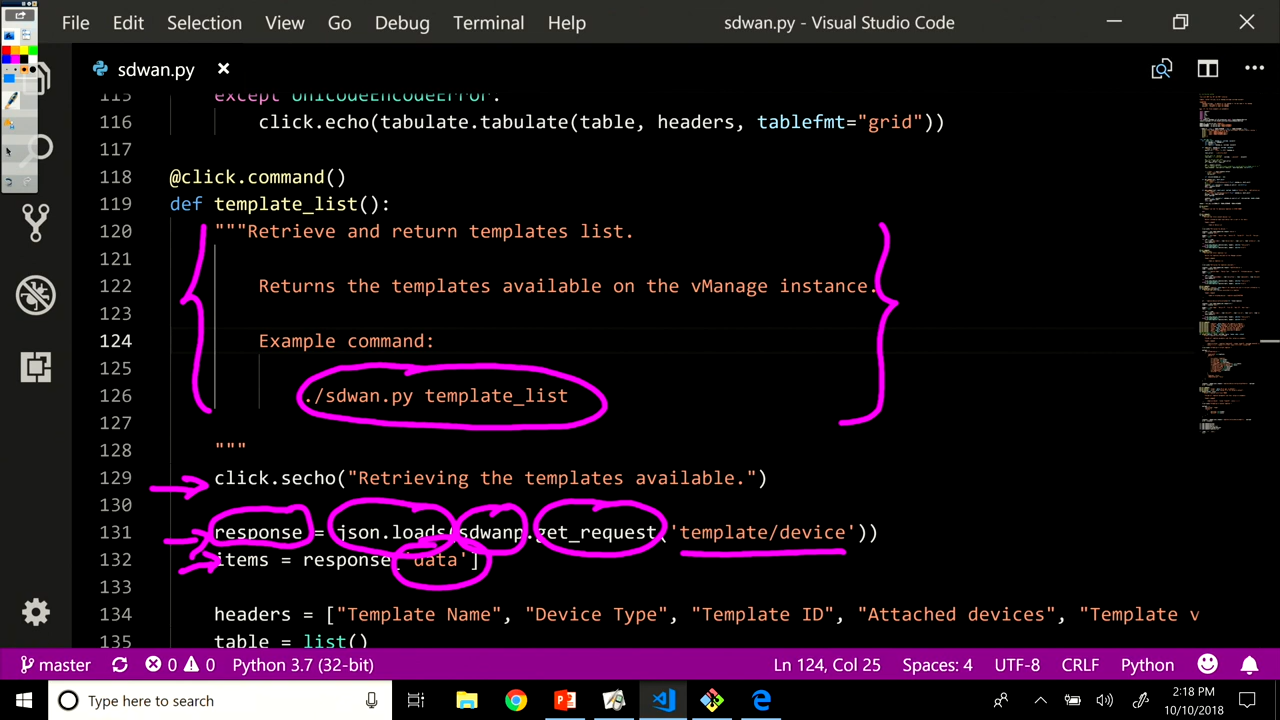 File Edit Selection View Go Debug Terminal Help sdwan.py - Visual Studio Code
sdwan.py
115 except UnicodeEncodeError:
116 click.echo(tabulate.tabulate(table, headers, tablefmt="grid"))
117
118 @click.command()
119 def template_list():
120 """Retrieve and return templates list.
121
122 Returns the templates available on the vManage instance.
123
124 Example command:
125
126 ./sdwan.py template_list
127
128 """
129 click.secho("Retrieving the templates available.")
130
131 response = json.loads(sdwanp.get_request('template/device'))
132 items = response['data']
133
134 headers = ["Template Name", "Device Type", "Template ID", "Attached devices", "Template v
135 table = list()
master 0 0 Python 3.7 (32-bit) Ln 124, Col 25 Spaces: 4 UTF-8 CRLF Python
Type here to search 2:18 PM
10/10/2018